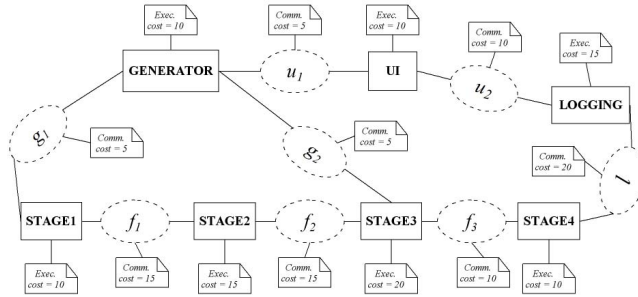 Exec.
cost = 10
Comm.
cost = 5
Exec.
cost = 10
Comm.
cost = 10
Exec.
cost = 15
GENERATOR
u1
UI
u2
LOGGING
g1
Comm.
cost = 5
g2
Comm.
cost = 5
Comm.
cost = 20
l
STAGE1
f1
STAGE2
f2
STAGE3
f3
STAGE4
Exec.
cost = 10
Comm.
cost = 15
Exec.
cost = 15
Comm.
cost = 15
Exec.
cost = 20
Comm.
cost = 10
Exec.
cost = 10